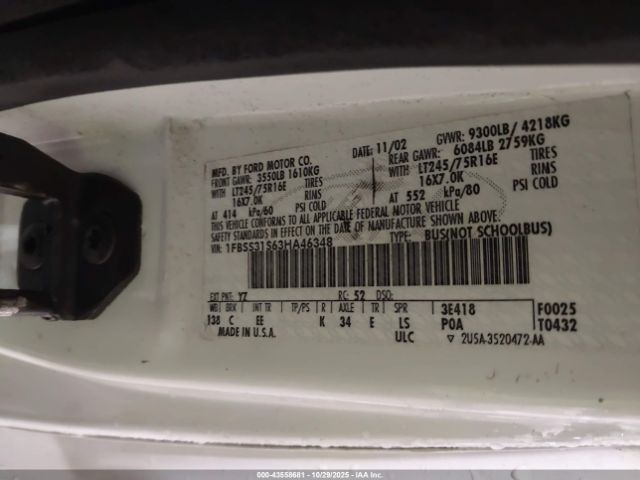 MFD. BY FORD MOTOR CO.
DATE: 11/02 GVWR: 9300LB/ 4218KG
FRONT GAWR: 3550LB 1610KG REAR GAWR: 6084LB 2759KG
WITH LT245/75R16E TIRES WITH LT245/75R16E TIRES
16X7.0K RIMS 16X7.0K RIMS
AT 414 kPa/60 PSI COLD AT 552 kPa/80 PSI COLD
THIS VEHICLE CONFORMS TO ALL APPLICABLE FEDERAL MOTOR VEHICLE
SAFETY STANDARDS IN EFFECT ON THE DATE OF MANUFACTURE SHOWN ABOVE.
VIN: 1FBSS31S63HA46348 TYPE: BUS(NOT SCHOOLBUS)
EXT PNT: YZ RC: 52 DSO:
WB BRK INT TR TP/PS R AXLE TR SPR 3E418 F0025
138 C EE K 34 E LS P0A T0432
MADE IN U.S.A. ULC ▽ 2U5A-3520472-AA
000-43558681 - 10/29/2025 - IAA Inc.